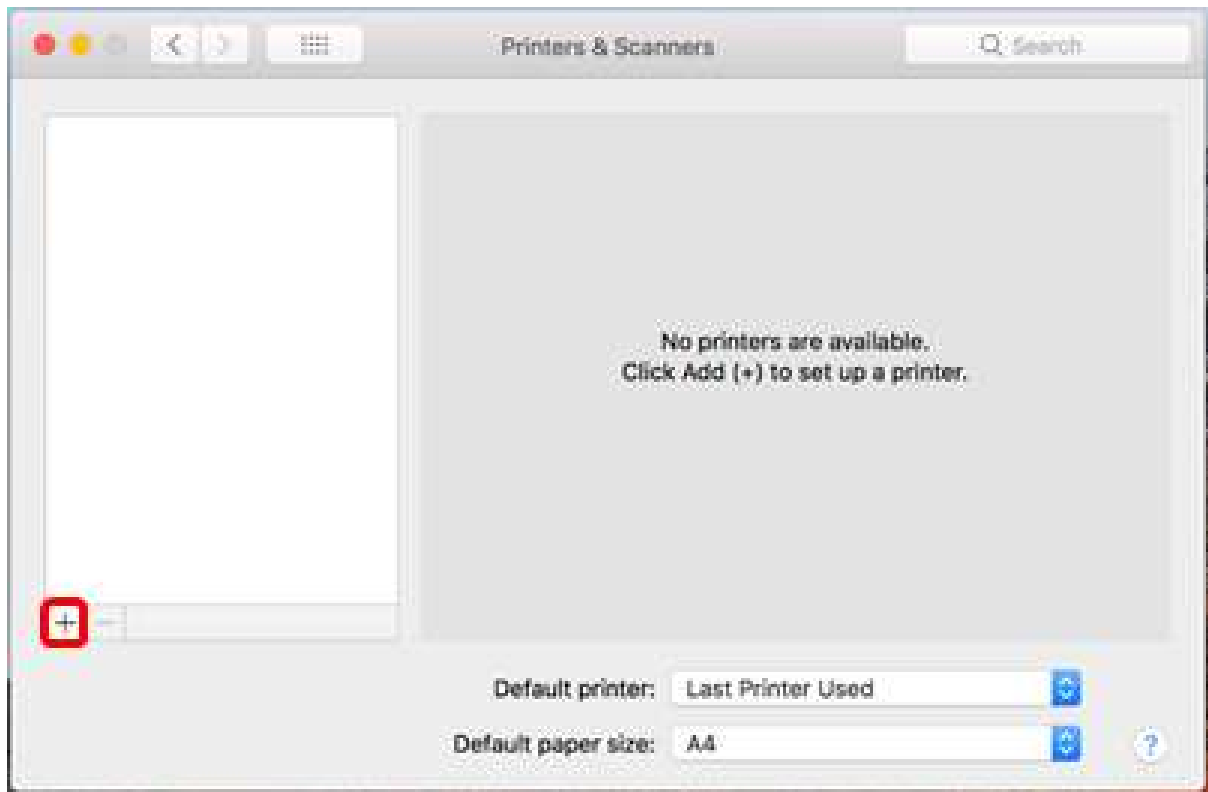 Printers & Scanners
Search
No printers are available.
Click Add (+) to set up a printer.
+ −
Default printer: Last Printer Used
Default paper size: A4
?